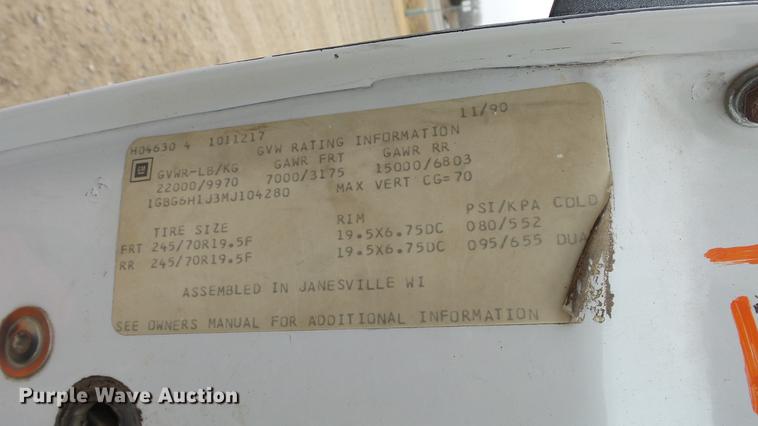 HO4630 4 1011217 11/90
GVW RATING INFORMATION
GM GVWR-LB/KG GAWR FRT GAWR RR
22000/9970 7000/3175 15000/6803
1GBG6H1J3MJ104280 MAX VERT CG=70
TIRE SIZE RIM PSI/KPA COLD
FRT 245/70R19.5F 19.5X6.75DC 080/552
RR 245/70R19.5F 19.5X6.75DC 095/655 DUA
ASSEMBLED IN JANESVILLE WI
SEE OWNERS MANUAL FOR ADDITIONAL INFORMATION
Purple Wave Auction